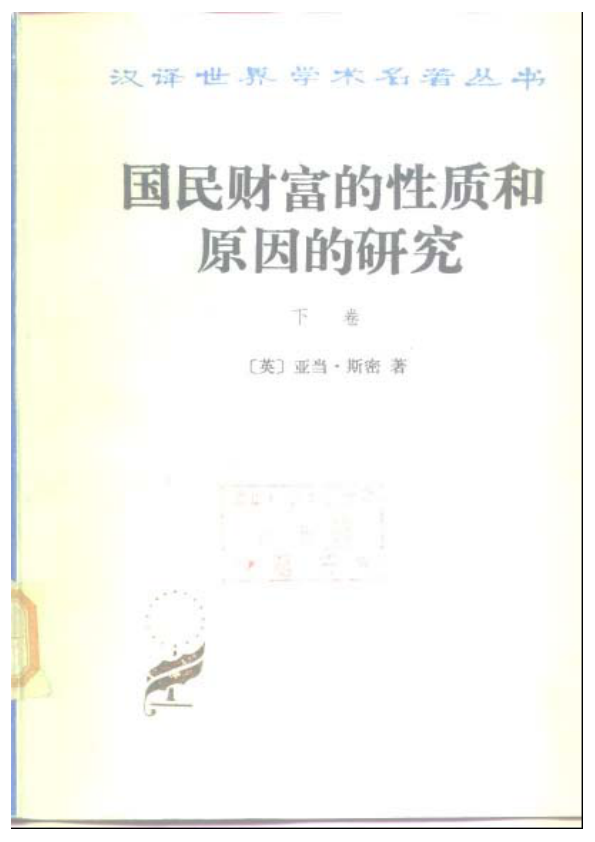 汉译世界学术名著丛书
国民财富的性质和
原因的研究
下 卷
〔英〕亚当·斯密 著